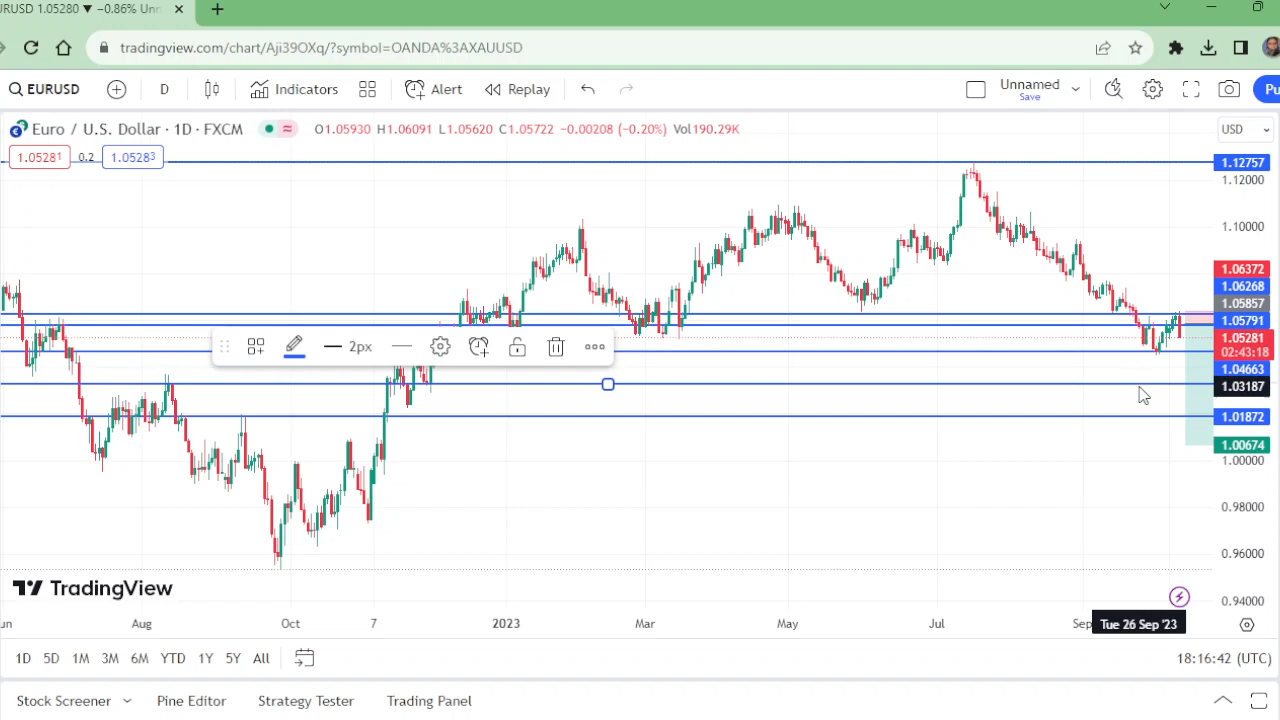 URUSD 1.05280 ▼ −0.86% Unn
tradingview.com/chart/Aji39OXq/?symbol=OANDA%3AXAUUSD
EURUSD D Indicators Alert Replay Unnamed Save Pu
Euro / U.S. Dollar · 1D · FXCM O1.05930 H1.06091 L1.05620 C1.05722 −0.00208 (−0.20%) Vol190.29K USD
1.05281 0.2 1.05283
1.12757
1.12000
1.10000
1.06372
1.06268
1.05857
1.05791
1.05281
02:43:18
2px
1.04663
1.03187
1.01872
1.00674
1.00000
0.98000
0.96000
TradingView
0.94000
un Aug Oct 7 2023 Mar May Jul Sep Tue 26 Sep '23
1D 5D 1M 3M 6M YTD 1Y 5Y All 18:16:42 (UTC)
Stock Screener Pine Editor Strategy Tester Trading Panel